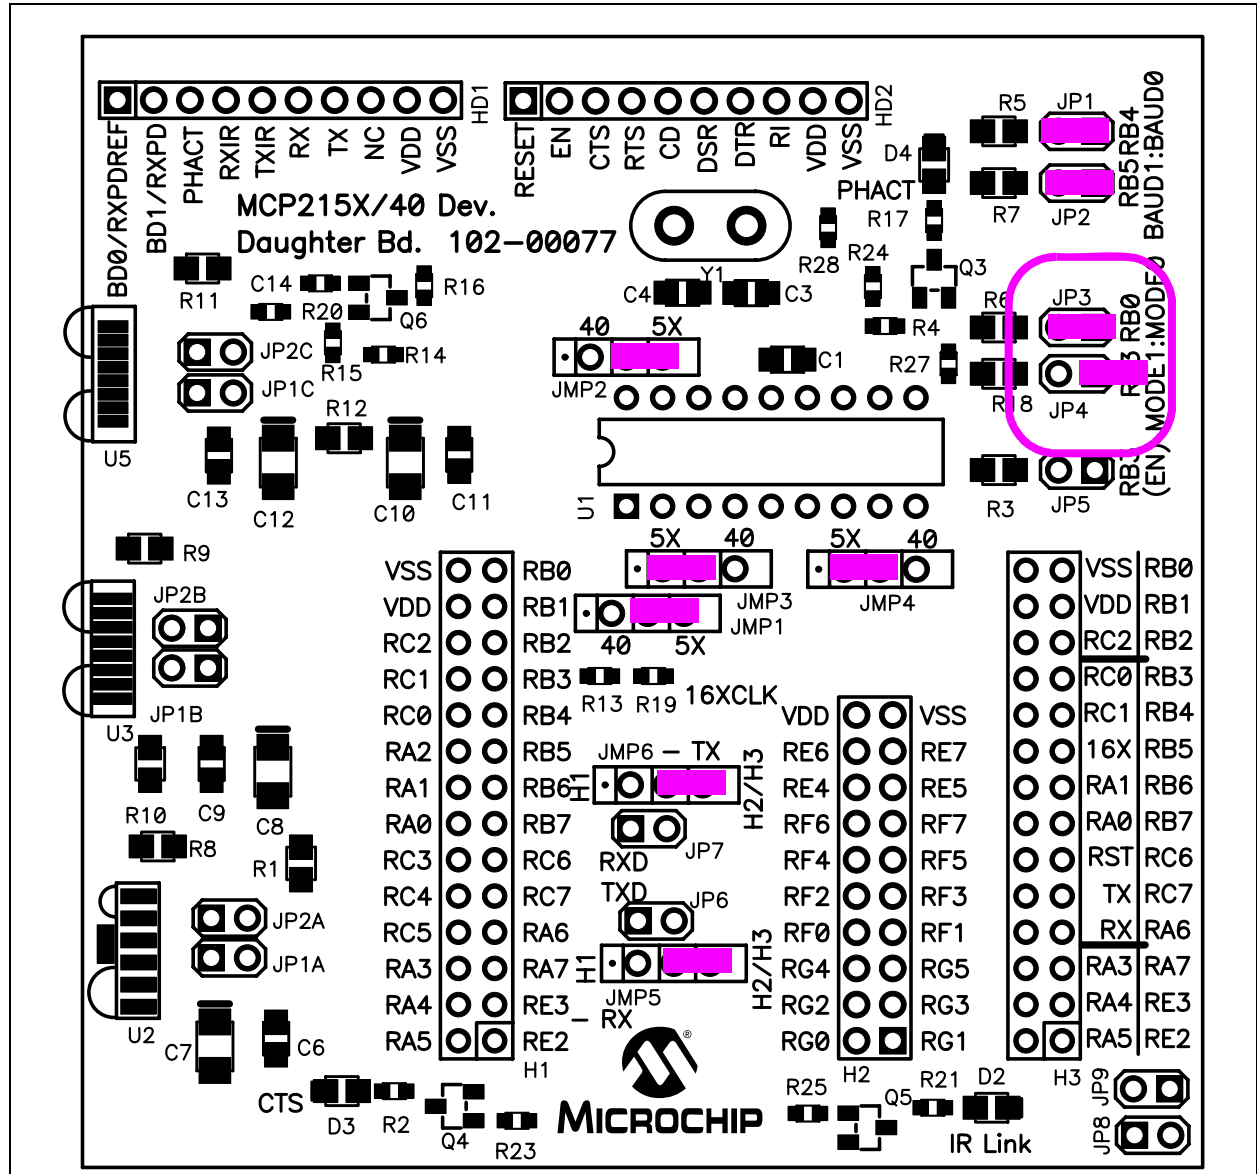 HD1
HD2
BD0/RXPDREF
BD1/RXPD
PHACT
RXIR
TXIR
RX
TX
NC
VDD
VSS
RESET
EN
CTS
RTS
CD
DSR
DTR
RI
VDD
VSS
MCP215X/40 Dev.
Daughter Bd. 102-00077
D4
PHACT
R5
JP1
RB4
R7
JP2
RB5
BAUD1:BAUD0
R17
R28
R24
Q3
Y1
C4
C3
R11
C14
R20
R16
Q6
R15
R14
R4
R27
R6
JP3
RB0
R18
JP4
(EN) MODE1:MODE0
JP2C
JP1C
U5
R12
40 5X
JMP2
C1
C13
C12
C10
C11
U1
R3
JP5
R9
5X 40
JMP3
5X 40
JMP4
JMP1
40 5X
JP2B
JP1B
U3
R13
R19
16XCLK
VSS RB0
VDD RB1
RC2 RB2
RC1 RB3
RC0 RB4
RA2 RB5
RA1 RB6
RA0 RB7
RC3 RC6
RC4 RC7
RC5 RA6
RA3 RA7
RA4 RE3
RA5 RE2
H1
JMP6 - TX
H1
H2/H3
JP7
RXD
TXD
JP6
H1
H2/H3
JMP5
- RX
VDD VSS
RE6 RE7
RE4 RE5
RF6 RF7
RF4 RF5
RF2 RF3
RF0 RF1
RG4 RG5
RG2 RG3
RG0 RG1
H2
VSS RB0
VDD RB1
RC2 RB2
RC0 RB3
RC1 RB4
16X RB5
RA1 RB6
RA0 RB7
RST RC6
TX RC7
RX RA6
RA3 RA7
RA4 RE3
RA5 RE2
H3
R10
C9
C8
R8
R1
JP2A
JP1A
U2
C7
C6
CTS
D3
R2
Q4
R23
MICROCHIP
®
R25
Q5
R21
D2
IR Link
JP9
JP8